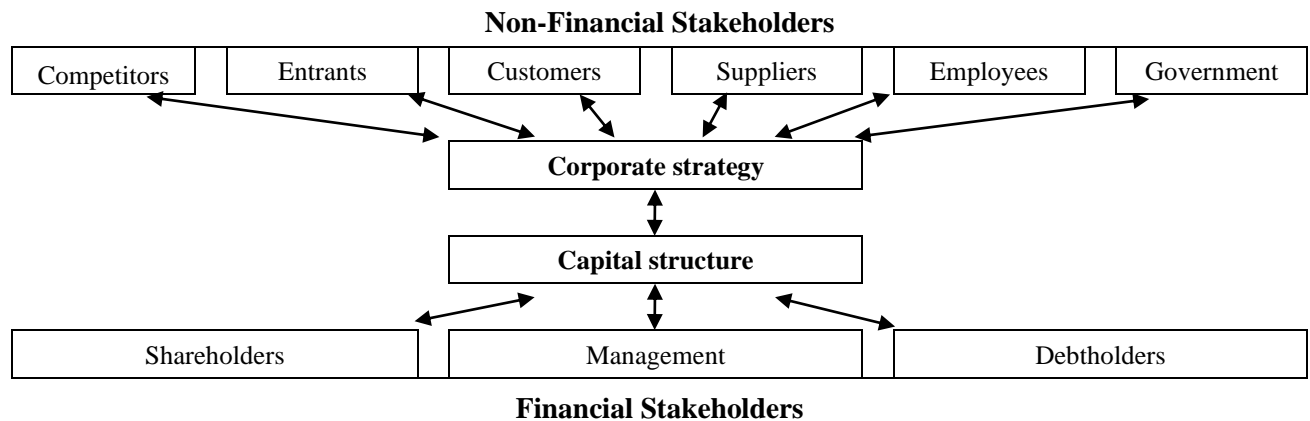 Non-Financial Stakeholders
Competitors Entrants Customers Suppliers Employees Government
Corporate strategy
Capital structure
Shareholders Management Debtholders
Financial Stakeholders